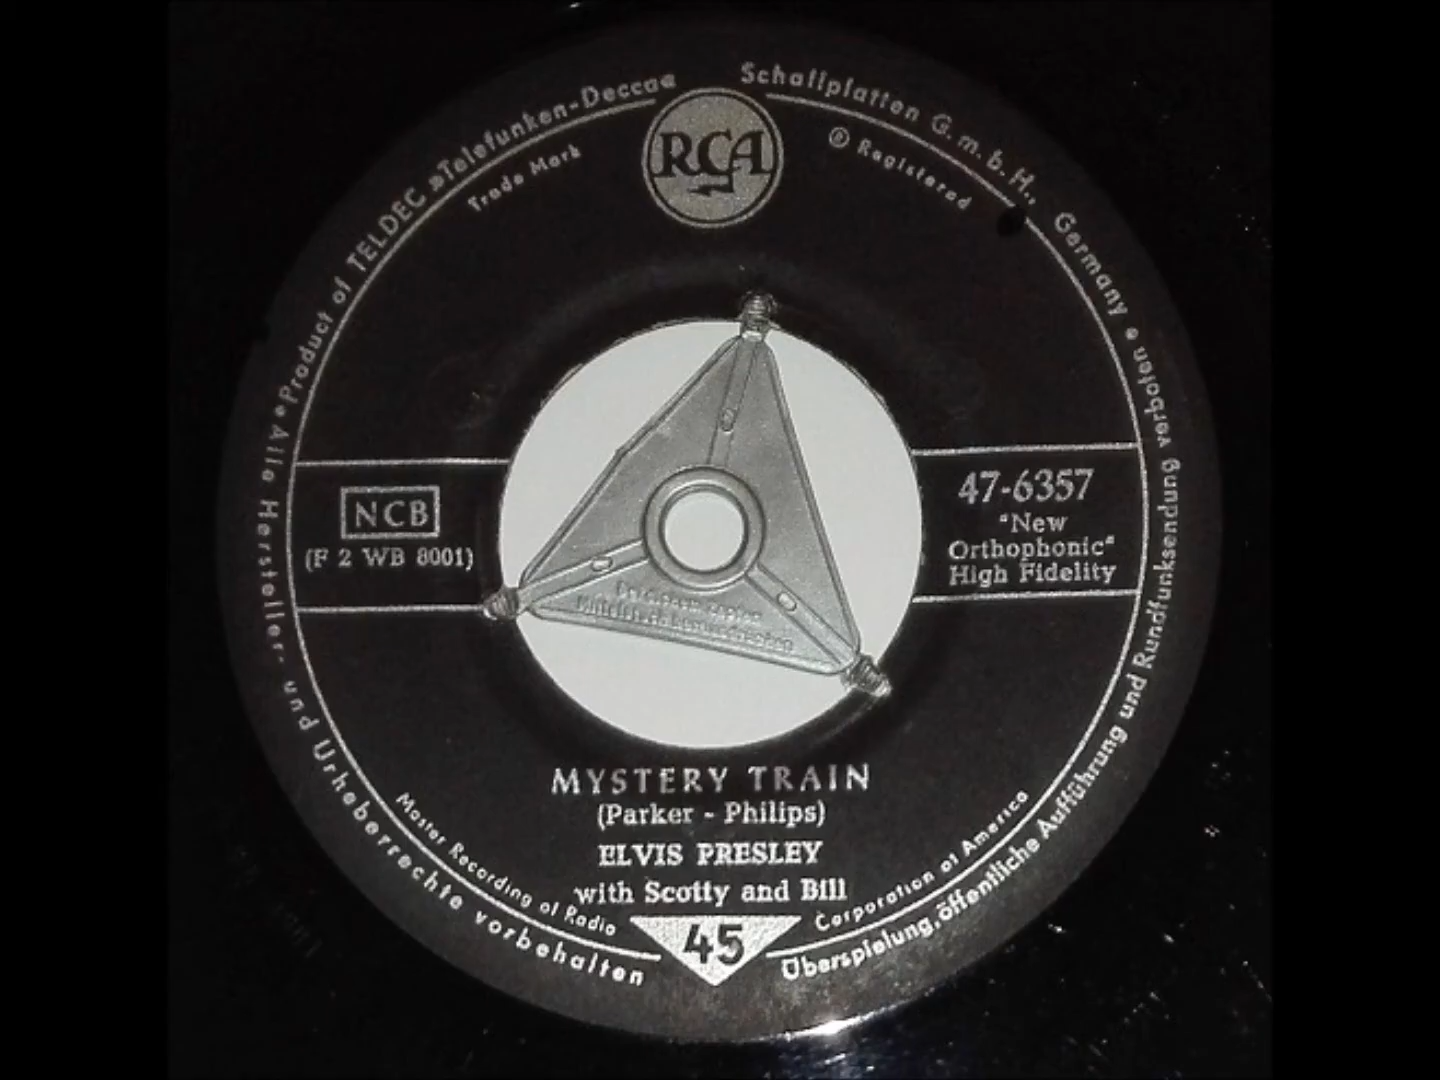 Product of TELDEC »Telefunken-Decca« Schallplatten G.m.b.H., Germany • Alle Hersteller- und Urheberrechte vorbehalten
Überspielung, öffentliche Aufführung und Rundfunksendung verboten
Trade Mark
RCA
® Registered
NCB
(F 2 WB 8001)
47-6357
"New
Orthophonic"
High Fidelity
MYSTERY TRAIN
(Parker - Philips)
ELVIS PRESLEY
with Scotty and Bill
Master Recording of Radio Corporation of America
45